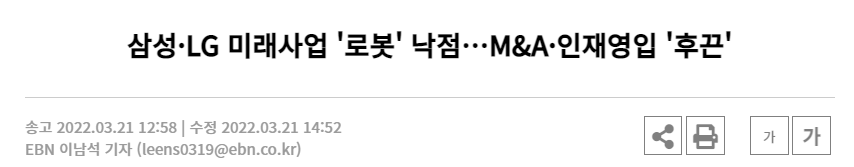 삼성·LG 미래사업 '로봇' 낙점…M&A·인재영입 '후끈'
송고 2022.03.21 12:58 | 수정 2022.03.21 14:52
EBN 이남석 기자 (leens0319@ebn.co.kr)
가 가